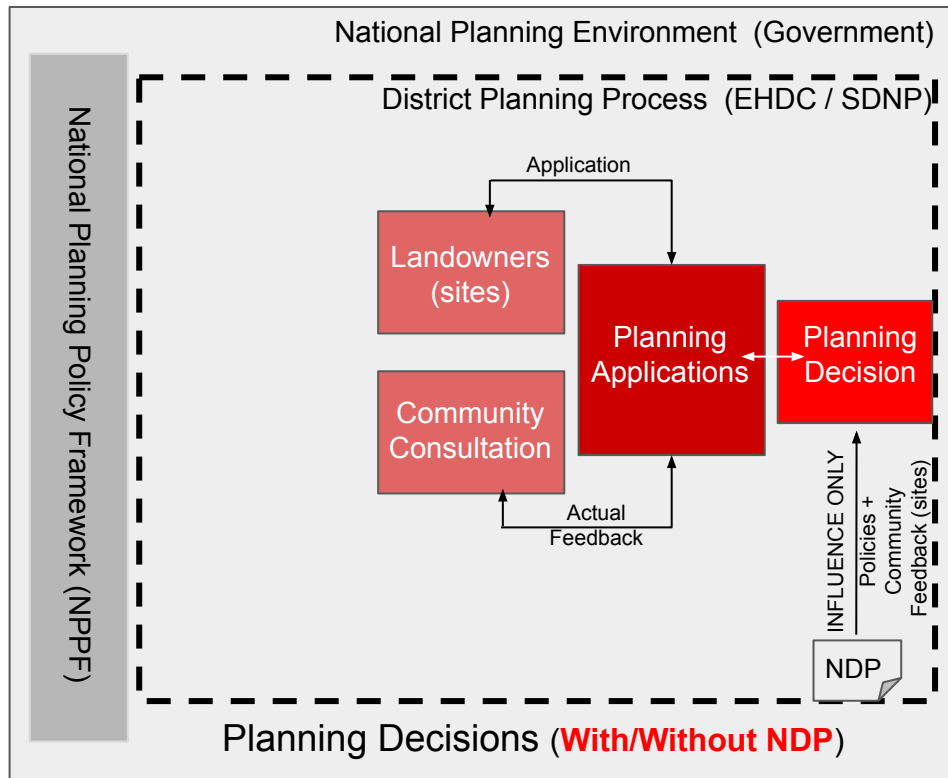 National Planning Environment (Government)
National Planning Policy Framework (NPPF)
District Planning Process (EHDC / SDNP)
Application
Landowners
(sites)
Planning
Applications
Planning
Decision
Community
Consultation
Actual
Feedback
INFLUENCE ONLY
Policies +
Community
Feedback (sites)
NDP
Planning Decisions (With/Without NDP)